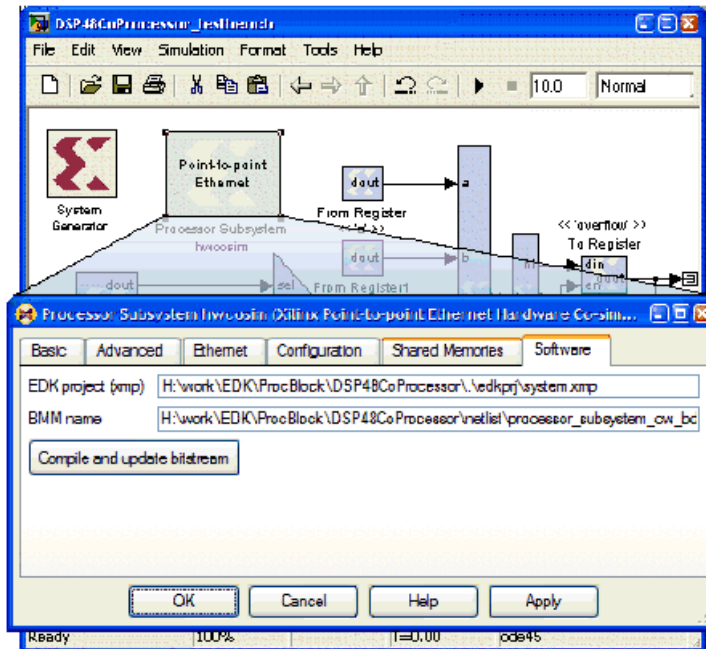 DSP48CoProcessor_testbench
File Edit View Simulation Format Tools Help
10.0 Normal
Point-to-point
Ethernet
System
Generator
Processor Subsystem
hwcosim
dout
From Register
a
dout
From Register1
b
<< 'overflow' >>
To Register
din
dout
en
dout
sel
Processor Subsystem hwcosim (Xilinx Point-to-point Ethernet Hardware Co-sim...
Basic Advanced Ethernet Configuration Shared Memories Software
EDK project (xmp) H:\work\EDK\ProcBlock\DSP48CoProcessor\.\edkprj\system.xmp
BMM name H:\work\EDK\ProcBlock\DSP48CoProcessor\netlist\processor_subsystem_cw_bd
Compile and update bitstream
OK Cancel Help Apply
Ready 100% T=0.00 ode45